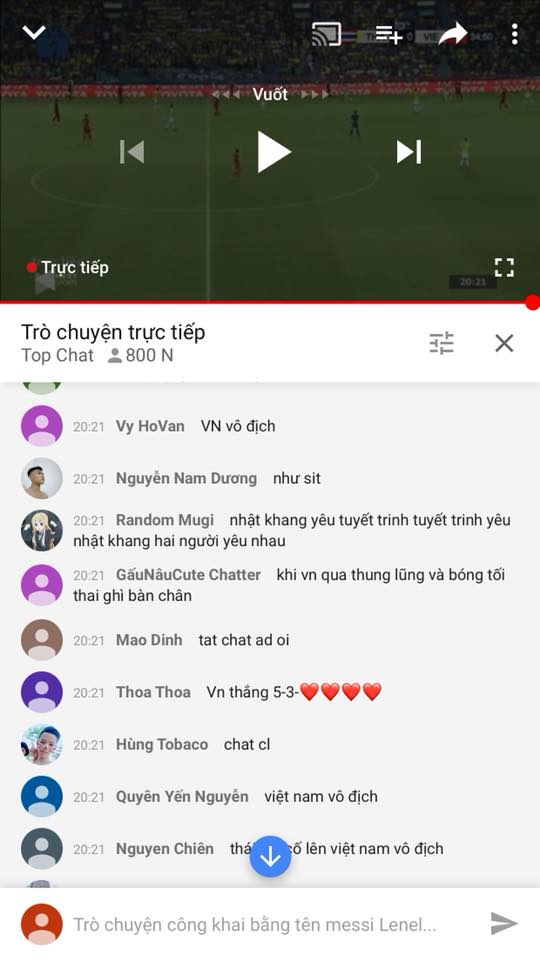 VIE
34:50
Vuốt
Trực tiếp
20:21
Trò chuyện trực tiếp
Top Chat 800 N
20:21 Vy HoVan VN vô địch
20:21 Nguyễn Nam Dương như sit
20:21 Random Mugi nhật khang yêu tuyết trinh tuyết trinh yêu
nhật khang hai người yêu nhau
20:21 GấuNâuCute Chatter khi vn qua thung lũng và bóng tối
thai ghì bàn chân
20:21 Mao Dinh tat chat ad oi
20:21 Thoa Thoa Vn thắng 5-3-❤️❤️❤️❤️
20:21 Hùng Tobaco chat cl
20:21 Quyên Yến Nguyễn việt nam vô địch
20:21 Nguyen Chiên cố lên việt nam vô địch
Trò chuyện công khai bằng tên messi Lenel...